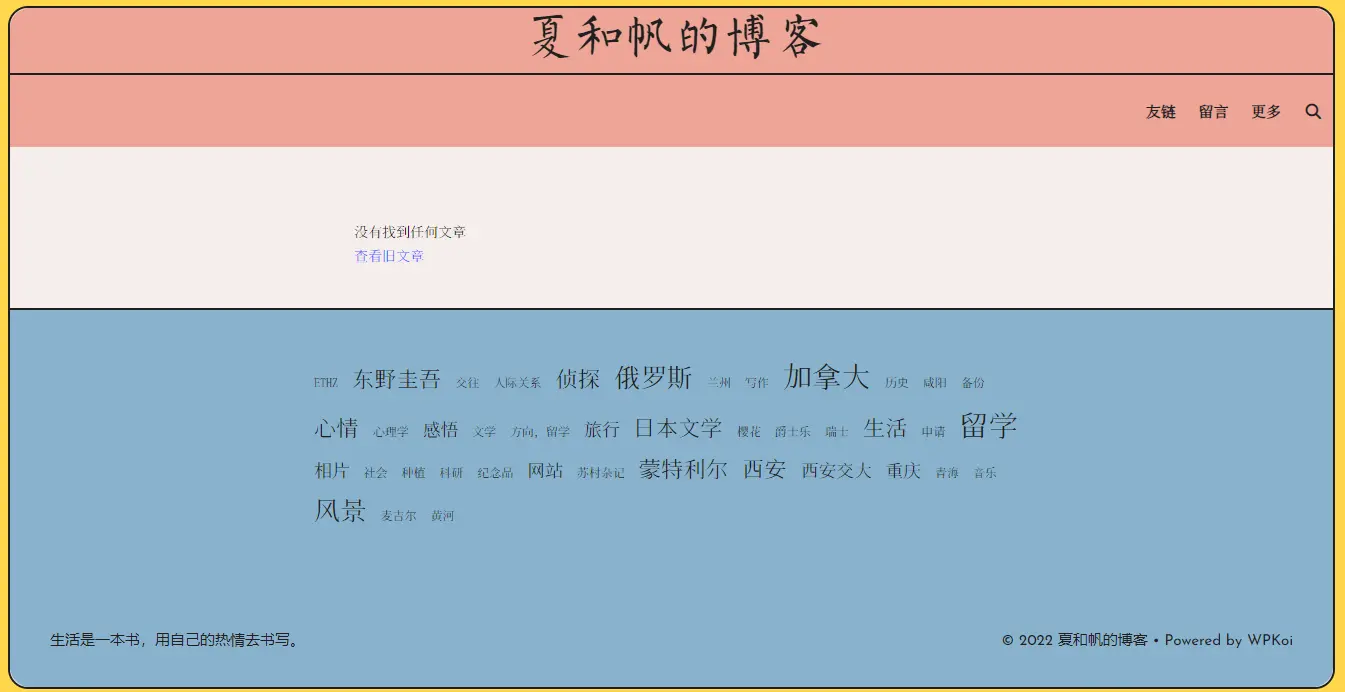 夏和帆的博客
友链 留言 更多
没有找到任何文章
查看旧文章
ETHZ 东野圭吾 交往 人际关系 侦探 俄罗斯 兰州 写作 加拿大 历史 咸阳 备份
心情 心理学 感悟 文学 方向，留学 旅行 日本文学 樱花 爵士乐 瑞士 生活 申请 留学
相片 社会 种植 科研 纪念品 网站 苏村杂记 蒙特利尔 西安 西安交大 重庆 青海 音乐
风景 麦吉尔 黄河
生活是一本书，用自己的热情去书写。
© 2022 夏和帆的博客 • Powered by WPKoi